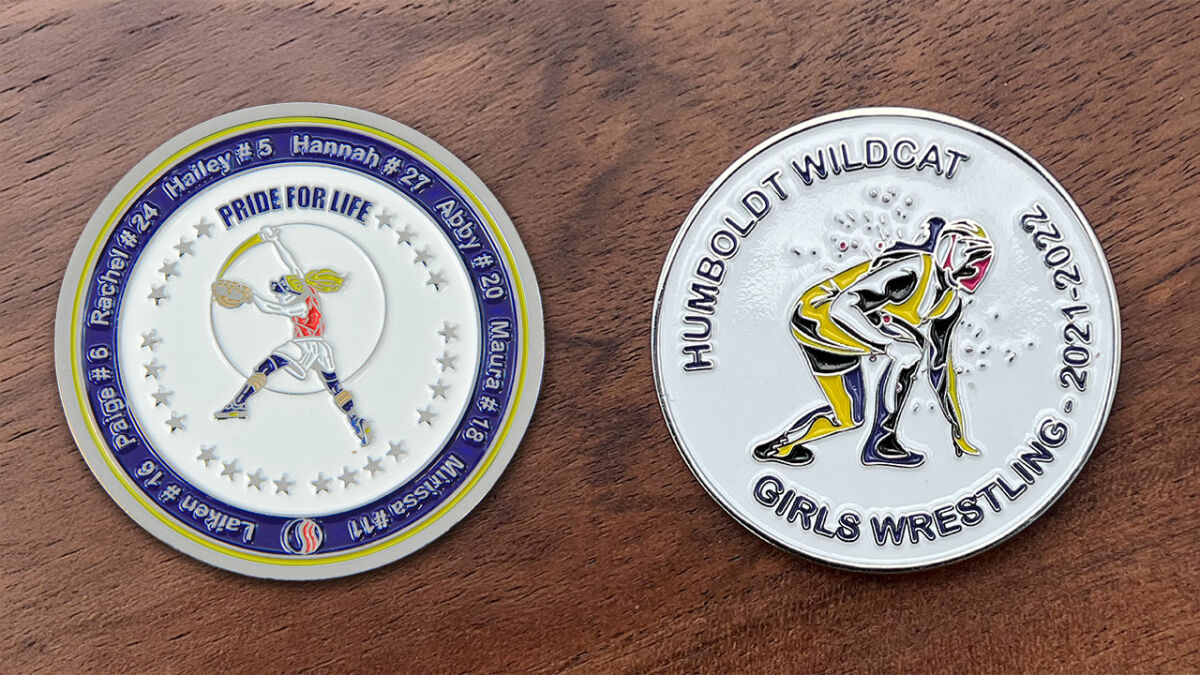 PRIDE FOR LIFE
Laiken # 16 Paige # 6 Rachel # 24 Hailey # 5 Hannah # 27 Abby # 20 Maura # 18 Mirissa #11
HUMBOLDT WILDCAT
GIRLS WRESTLING - 2021-2022